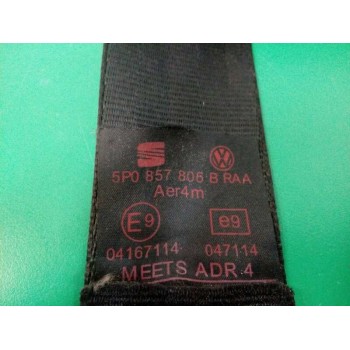 5P0 857 806 B RAA
Aer4m
E9 e9
04167114 047114
MEETS ADR.4